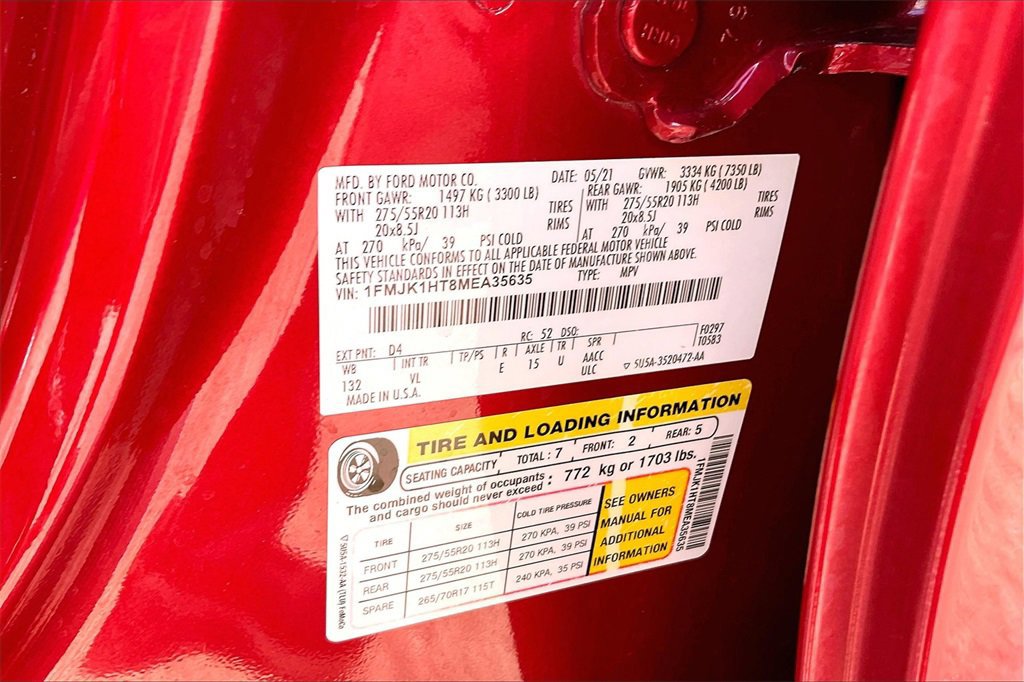 MFD. BY FORD MOTOR CO. DATE: 05/21 GVWR: 3334 KG ( 7350 LB)
FRONT GAWR: 1497 KG ( 3300 LB) REAR GAWR: 1905 KG ( 4200 LB)
WITH 275/55R20 113H TIRES WITH 275/55R20 113H TIRES
20x8.5J RIMS 20x8.5J RIMS
AT 270 kPa/ 39 PSI COLD AT 270 kPa/ 39 PSI COLD
THIS VEHICLE CONFORMS TO ALL APPLICABLE FEDERAL MOTOR VEHICLE
SAFETY STANDARDS IN EFFECT ON THE DATE OF MANUFACTURE SHOWN ABOVE.
VIN: 1FMJK1HT8MEA35635 TYPE: MPV
EXT PNT: D4 RC: 52 DSO: F0297
T0583
WB INT TR TP/PS R AXLE TR SPR
132 VL E 15 U AACC
ULC ▽ 5U5A-3520472-AA
MADE IN U.S.A.
TIRE AND LOADING INFORMATION
SEATING CAPACITY TOTAL : 7 FRONT: 2 REAR: 5
The combined weight of occupants and cargo should never exceed : 772 kg or 1703 lbs.
TIRE SIZE COLD TIRE PRESSURE
FRONT 275/55R20 113H 270 KPA, 39 PSI
REAR 275/55R20 113H 270 KPA, 39 PSI
SPARE 265/70R17 115T 240 KPA, 35 PSI
SEE OWNERS
MANUAL FOR
ADDITIONAL
INFORMATION
1FMJK1HT8MEA35635